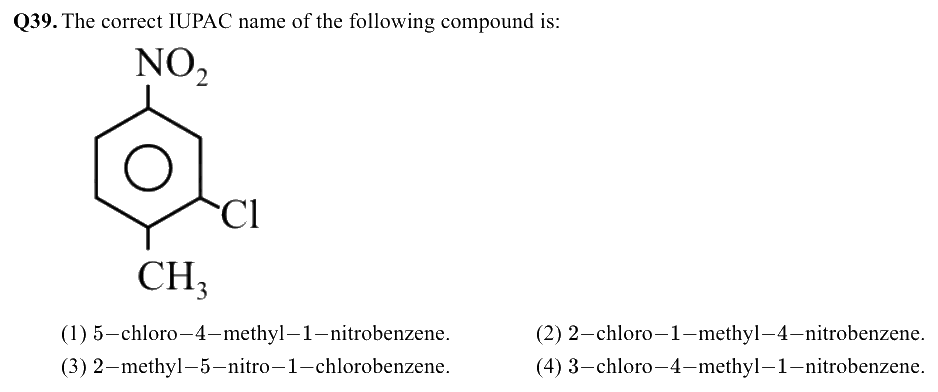 Q39. The correct IUPAC name of the following compound is:
NO₂
Cl
CH₃
(1) 5−chloro−4−methyl−1−nitrobenzene. (2) 2−chloro−1−methyl−4−nitrobenzene.
(3) 2−methyl−5−nitro−1−chlorobenzene. (4) 3−chloro−4−methyl−1−nitrobenzene.